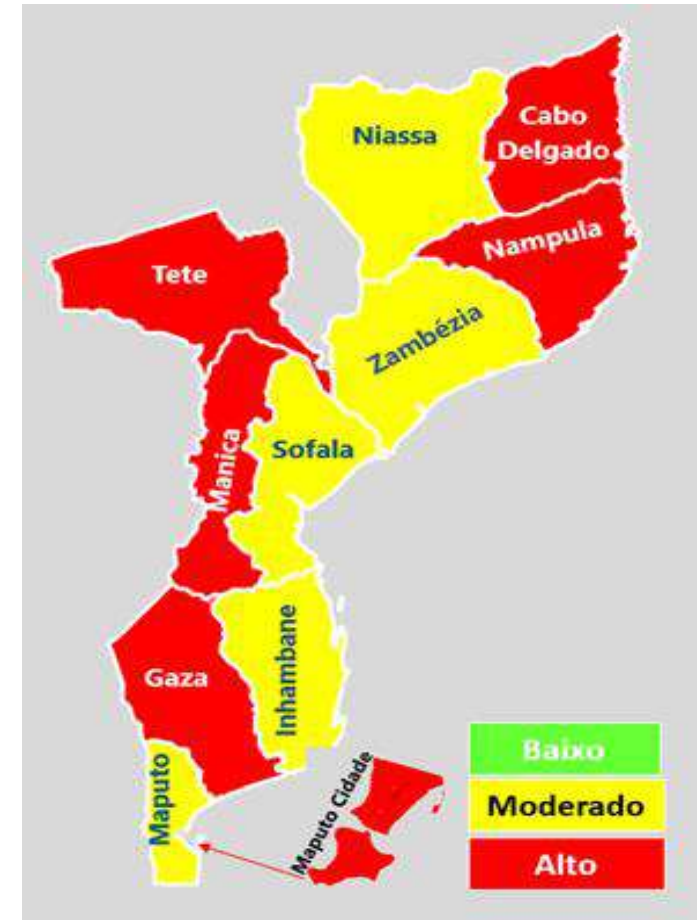 Niassa
Cabo
Delgado
Nampula
Tete
Zambézia
Manica
Sofala
Inhambane
Gaza
Maputo
Maputo Cidade
Baixo
Moderado
Alto